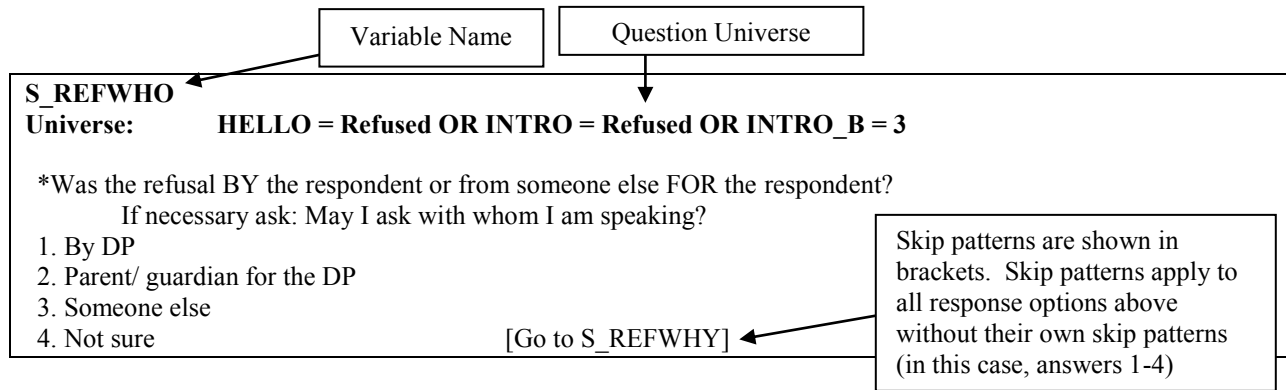 Variable Name
Question Universe
S_REFWHO
Universe: HELLO = Refused OR INTRO = Refused OR INTRO_B = 3
*Was the refusal BY the respondent or from someone else FOR the respondent?
If necessary ask: May I ask with whom I am speaking?
1. By DP
2. Parent/ guardian for the DP
3. Someone else
4. Not sure [Go to S_REFWHY]
Skip patterns are shown in
brackets. Skip patterns apply to
all response options above
without their own skip patterns
(in this case, answers 1-4)